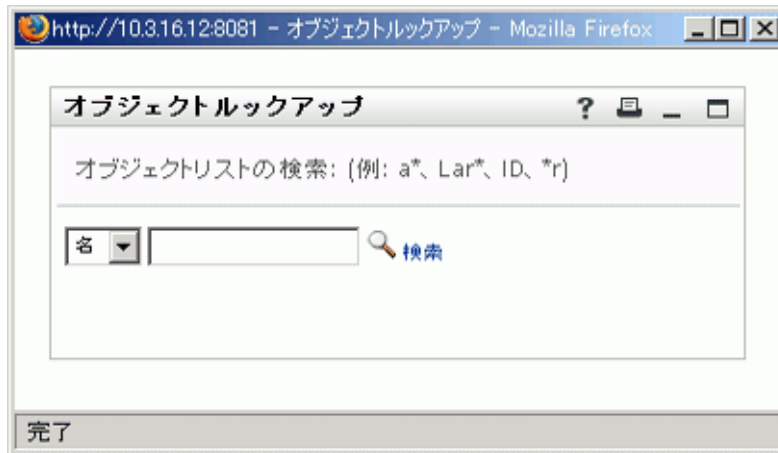 http://10.3.16.12:8081 - オブジェクトルックアップ - Mozilla Firefox
オブジェクトルックアップ ?
オブジェクトリストの検索: (例: a*、Lar*、ID、*r)
名 検索
完了